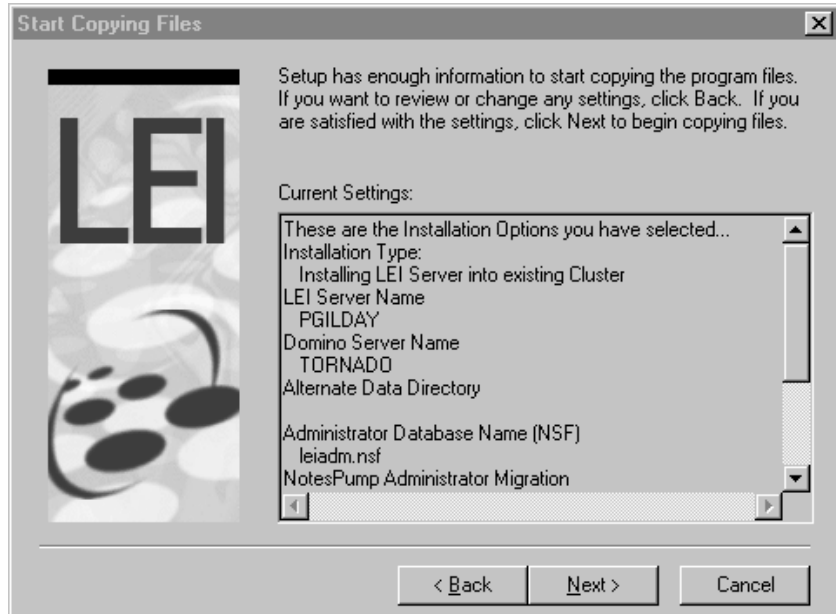 Start Copying Files
LEI
Setup has enough information to start copying the program files.
If you want to review or change any settings, click Back.  If you
are satisfied with the settings, click Next to begin copying files.
Current Settings:
These are the Installation Options you have selected...
Installation Type:
Installing LEI Server into existing Cluster
LEI Server Name
PGILDAY
Domino Server Name
TORNADO
Alternate Data Directory
Administrator Database Name (NSF)
leiadm.nsf
NotesPump Administrator Migration
< Back
Next >
Cancel